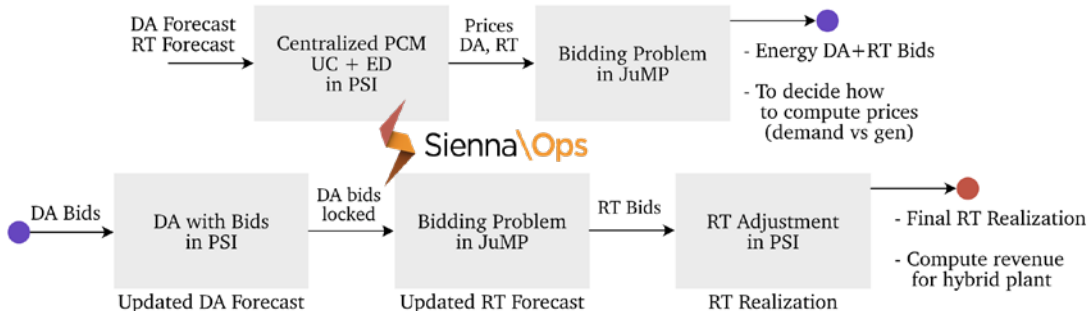 DA Forecast
RT Forecast
Centralized PCM
UC + ED
in PSI
Prices
DA, RT
Bidding Problem
in JuMP
- Energy DA+RT Bids
- To decide how
to compute prices
(demand vs gen)
Sienna\Ops
DA Bids
DA with Bids
in PSI
Updated DA Forecast
DA bids
locked
Bidding Problem
in JuMP
Updated RT Forecast
RT Bids
RT Adjustment
in PSI
RT Realization
- Final RT Realization
- Compute revenue
for hybrid plant